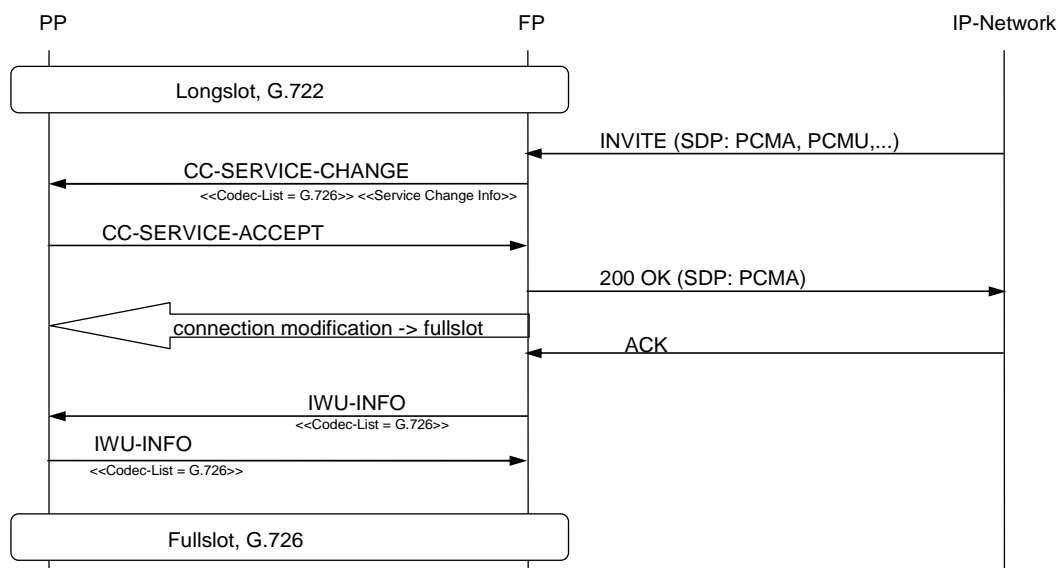 PP FP IP-Network
Longslot, G.722
INVITE (SDP: PCMA, PCMU,...)
CC-SERVICE-CHANGE
<<Codec-List = G.726>> <<Service Change Info>>
CC-SERVICE-ACCEPT
200 OK (SDP: PCMA)
connection modification -> fullslot
ACK
IWU-INFO
<<Codec-List = G.726>>
IWU-INFO
<<Codec-List = G.726>>
Fullslot, G.726